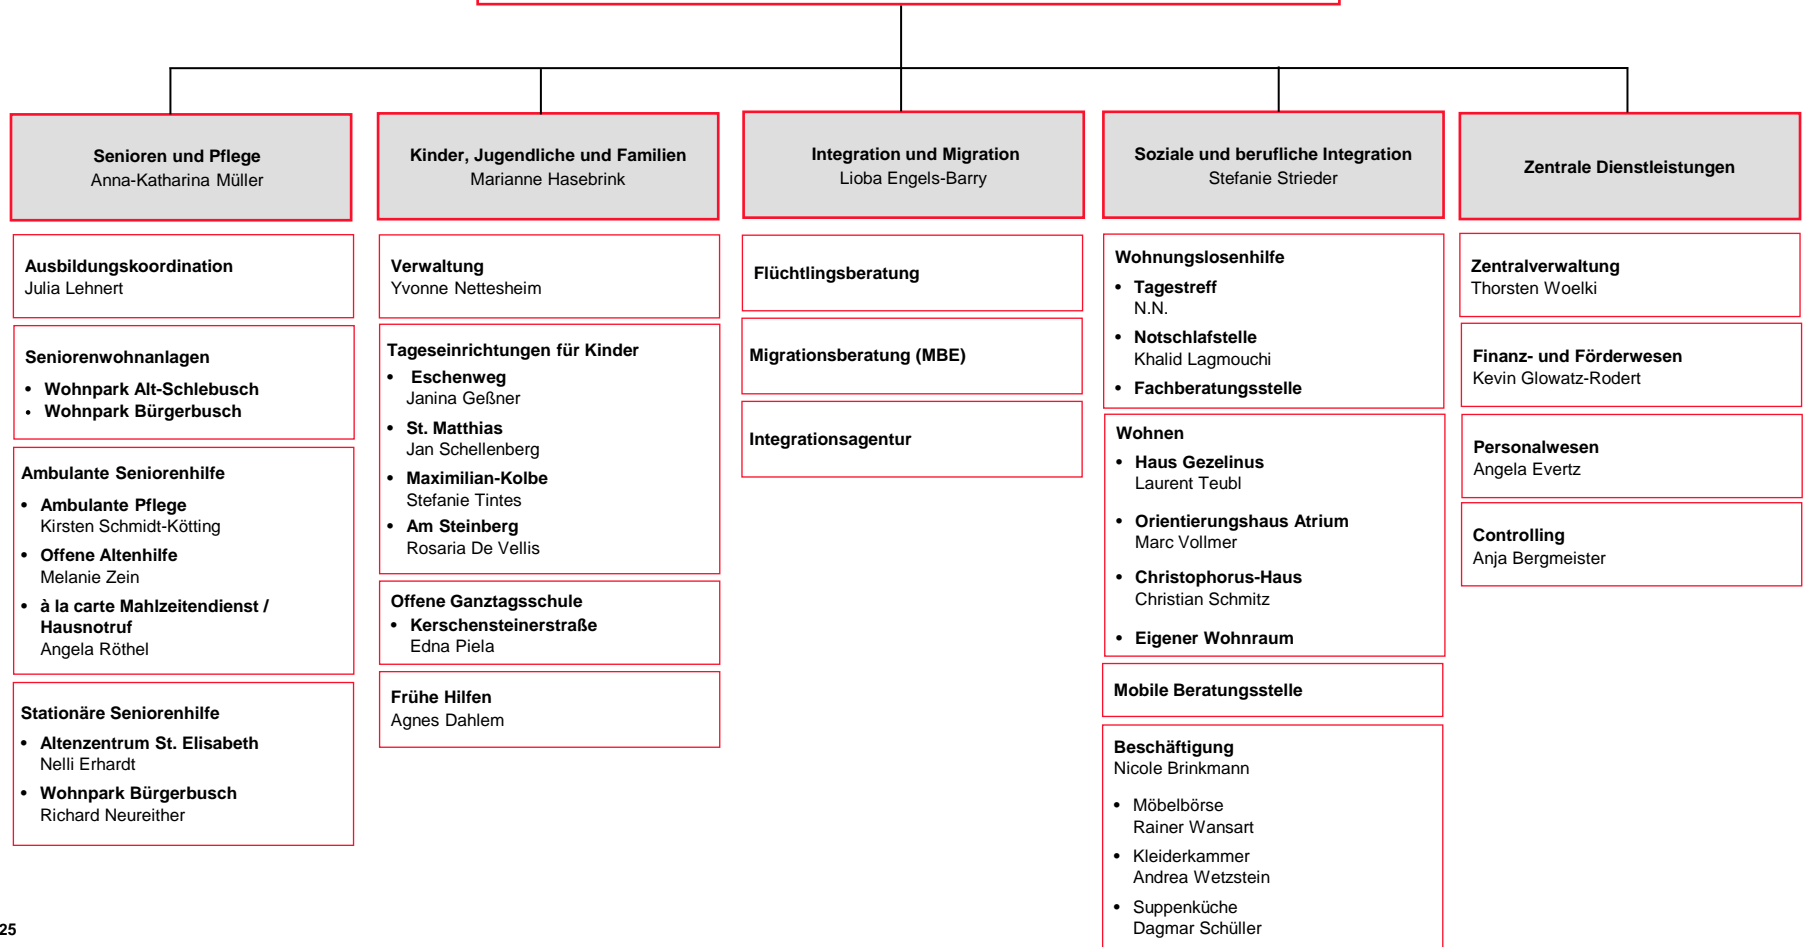 Senioren und Pflege
Anna-Katharina Müller
Ausbildungskoordination
Julia Lehnert
Seniorenwohnanlagen
• Wohnpark Alt-Schlebusch
• Wohnpark Bürgerbusch
Ambulante Seniorenhilfe
• Ambulante Pflege
Kirsten Schmidt-Kötting
• Offene Altenhilfe
Melanie Zein
• à la carte Mahlzeitendienst /
Hausnotruf
Angela Röthel
Stationäre Seniorenhilfe
• Altenzentrum St. Elisabeth
Nelli Erhardt
• Wohnpark Bürgerbusch
Richard Neureither
Kinder, Jugendliche und Familien
Marianne Hasebrink
Verwaltung
Yvonne Nettesheim
Tageseinrichtungen für Kinder
• Eschenweg
Janina Geßner
• St. Matthias
Jan Schellenberg
• Maximilian-Kolbe
Stefanie Tintes
• Am Steinberg
Rosaria De Vellis
Offene Ganztagsschule
• Kerschensteinerstraße
Edna Piela
Frühe Hilfen
Agnes Dahlem
Integration und Migration
Lioba Engels-Barry
Flüchtlingsberatung
Migrationsberatung (MBE)
Integrationsagentur
Soziale und berufliche Integration
Stefanie Strieder
Wohnungslosenhilfe
• Tagestreff
N.N.
• Notschlafstelle
Khalid Lagmouchi
• Fachberatungsstelle
Wohnen
• Haus Gezelinus
Laurent Teubl
• Orientierungshaus Atrium
Marc Vollmer
• Christophorus-Haus
Christian Schmitz
• Eigener Wohnraum
Mobile Beratungsstelle
Beschäftigung
Nicole Brinkmann
• Möbelbörse
Rainer Wansart
• Kleiderkammer
Andrea Wetzstein
• Suppenküche
Dagmar Schüller
Zentrale Dienstleistungen
Zentralverwaltung
Thorsten Woelki
Finanz- und Förderwesen
Kevin Glowatz-Rodert
Personalwesen
Angela Evertz
Controlling
Anja Bergmeister
25